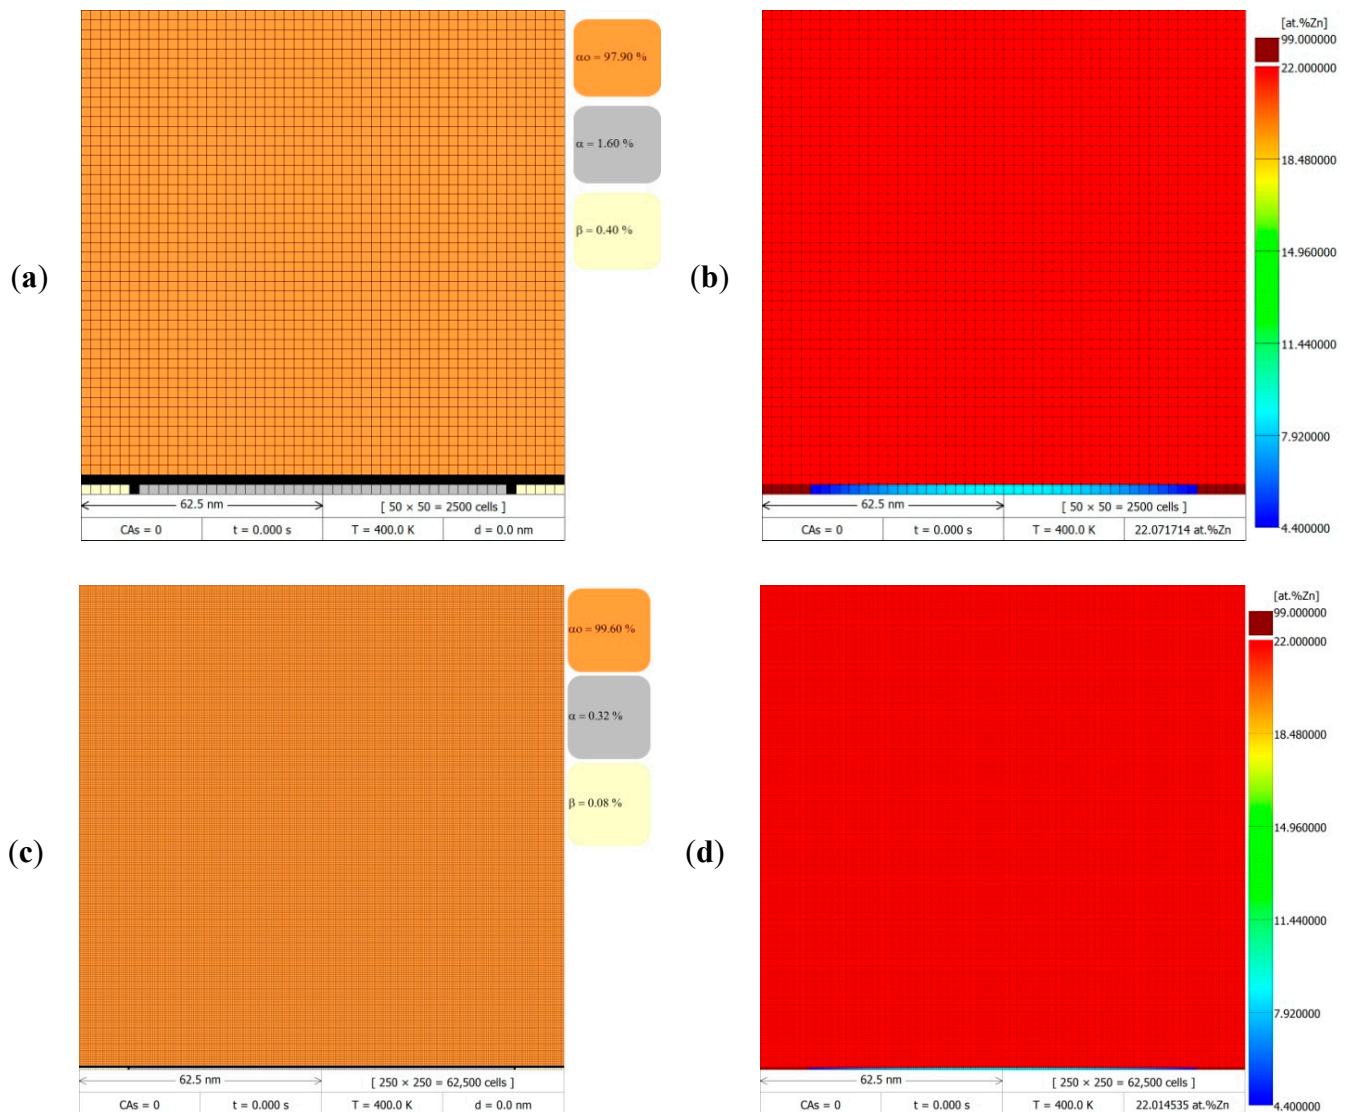 (a)
αo = 97.90 %
α = 1.60 %
β = 0.40 %
62.5 nm [ 50 × 50 = 2500 cells ]
CAs = 0 t = 0.000 s T = 400.0 K d = 0.0 nm
(b)
[at.%Zn]
99.000000
22.000000
18.480000
14.960000
11.440000
7.920000
4.400000
62.5 nm [ 50 × 50 = 2500 cells ]
CAs = 0 t = 0.000 s T = 400.0 K 22.071714 at.%Zn
(c)
αo = 99.60 %
α = 0.32 %
β = 0.08 %
62.5 nm [ 250 × 250 = 62,500 cells ]
CAs = 0 t = 0.000 s T = 400.0 K d = 0.0 nm
(d)
[at.%Zn]
99.000000
22.000000
18.480000
14.960000
11.440000
7.920000
4.400000
62.5 nm [ 250 × 250 = 62,500 cells ]
CAs = 0 t = 0.000 s T = 400.0 K 22.014535 at.%Zn